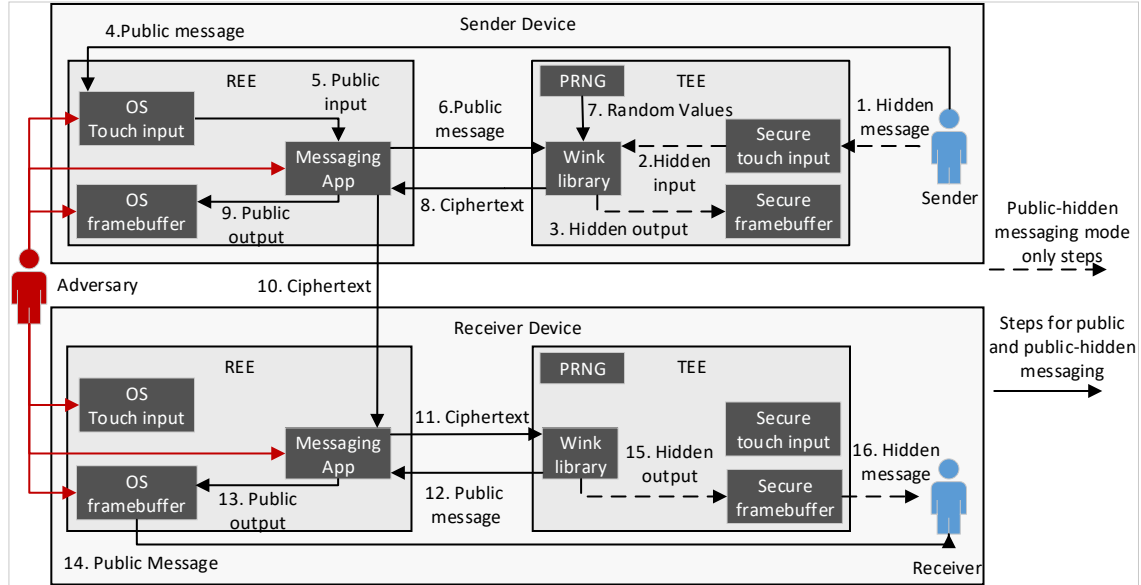 Sender Device
4.Public message
REE
TEE
OS
Touch input
5. Public
input
6.Public
message
PRNG
7. Random Values
1. Hidden
message
Secure
touch input
Messaging
App
Wink
library
2.Hidden
input
8. Ciphertext
OS
framebuffer
9. Public
output
3. Hidden output
Secure
framebuffer
Sender
Public-hidden
messaging mode
only steps
Adversary
10. Ciphertext
Receiver Device
Steps for public
and public-hidden
messaging
REE
PRNG
TEE
OS
Touch input
11. Ciphertext
Secure
touch input
Messaging
App
Wink
library
15. Hidden
output
16. Hidden
message
OS
framebuffer
13. Public
output
12. Public
message
Secure
framebuffer
14. Public Message
Receiver